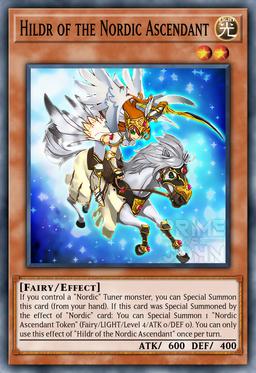 HILDR OF THE NORDIC ASCENDANT
光
[FAIRY/EFFECT]
If you control a "Nordic" Tuner monster, you can Special Summon
this card (from your hand). If this card was Special Summoned by
the effect of "Nordic" card: You can Special Summon 1 "Nordic
Ascendant Token" (Fairy/LIGHT/Level 4/ATK 0/DEF 0). You can only
use this effect of "Hildr of the Nordic Ascendant" once per turn.
ATK/ 600 DEF/ 400